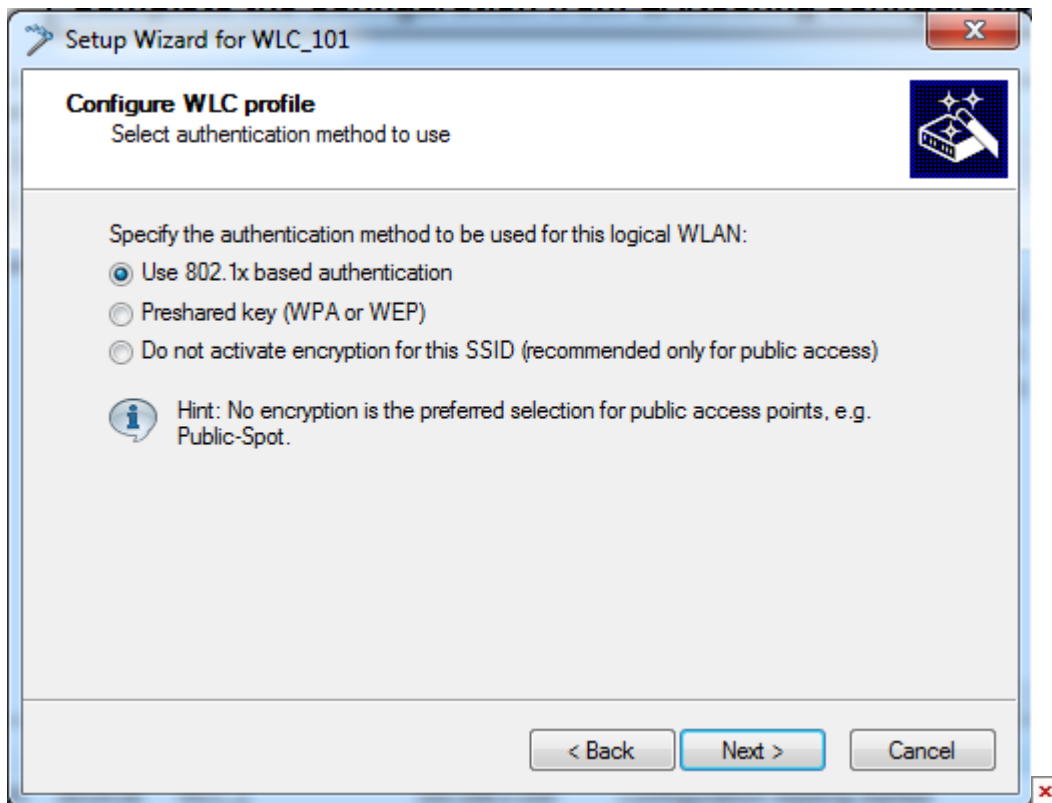 Setup Wizard for WLC_101
Configure WLC profile
Select authentication method to use
Specify the authentication method to be used for this logical WLAN:
Use 802.1x based authentication
Preshared key (WPA or WEP)
Do not activate encryption for this SSID (recommended only for public access)
Hint: No encryption is the preferred selection for public access points, e.g.
Public-Spot.
< Back
Next >
Cancel